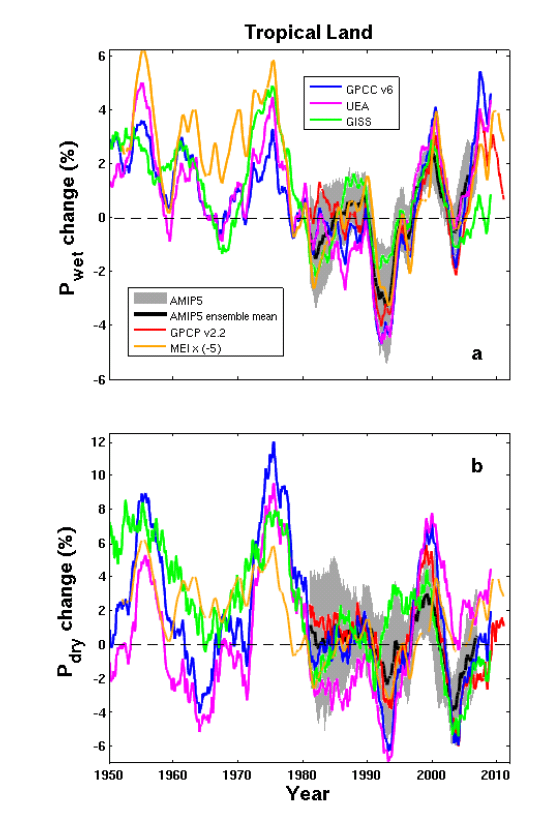 Tropical Land
6
4
2
0
-2
-4
-6
P_wet change (%)
GPCC v6
UEA
GISS
AMIP5
AMIP5 ensemble mean
GPCP v2.2
MEI x (-5)
a
12
10
8
6
4
2
0
-2
-4
-6
P_dry change (%)
b
1950 1960 1970 1980 1990 2000 2010
Year